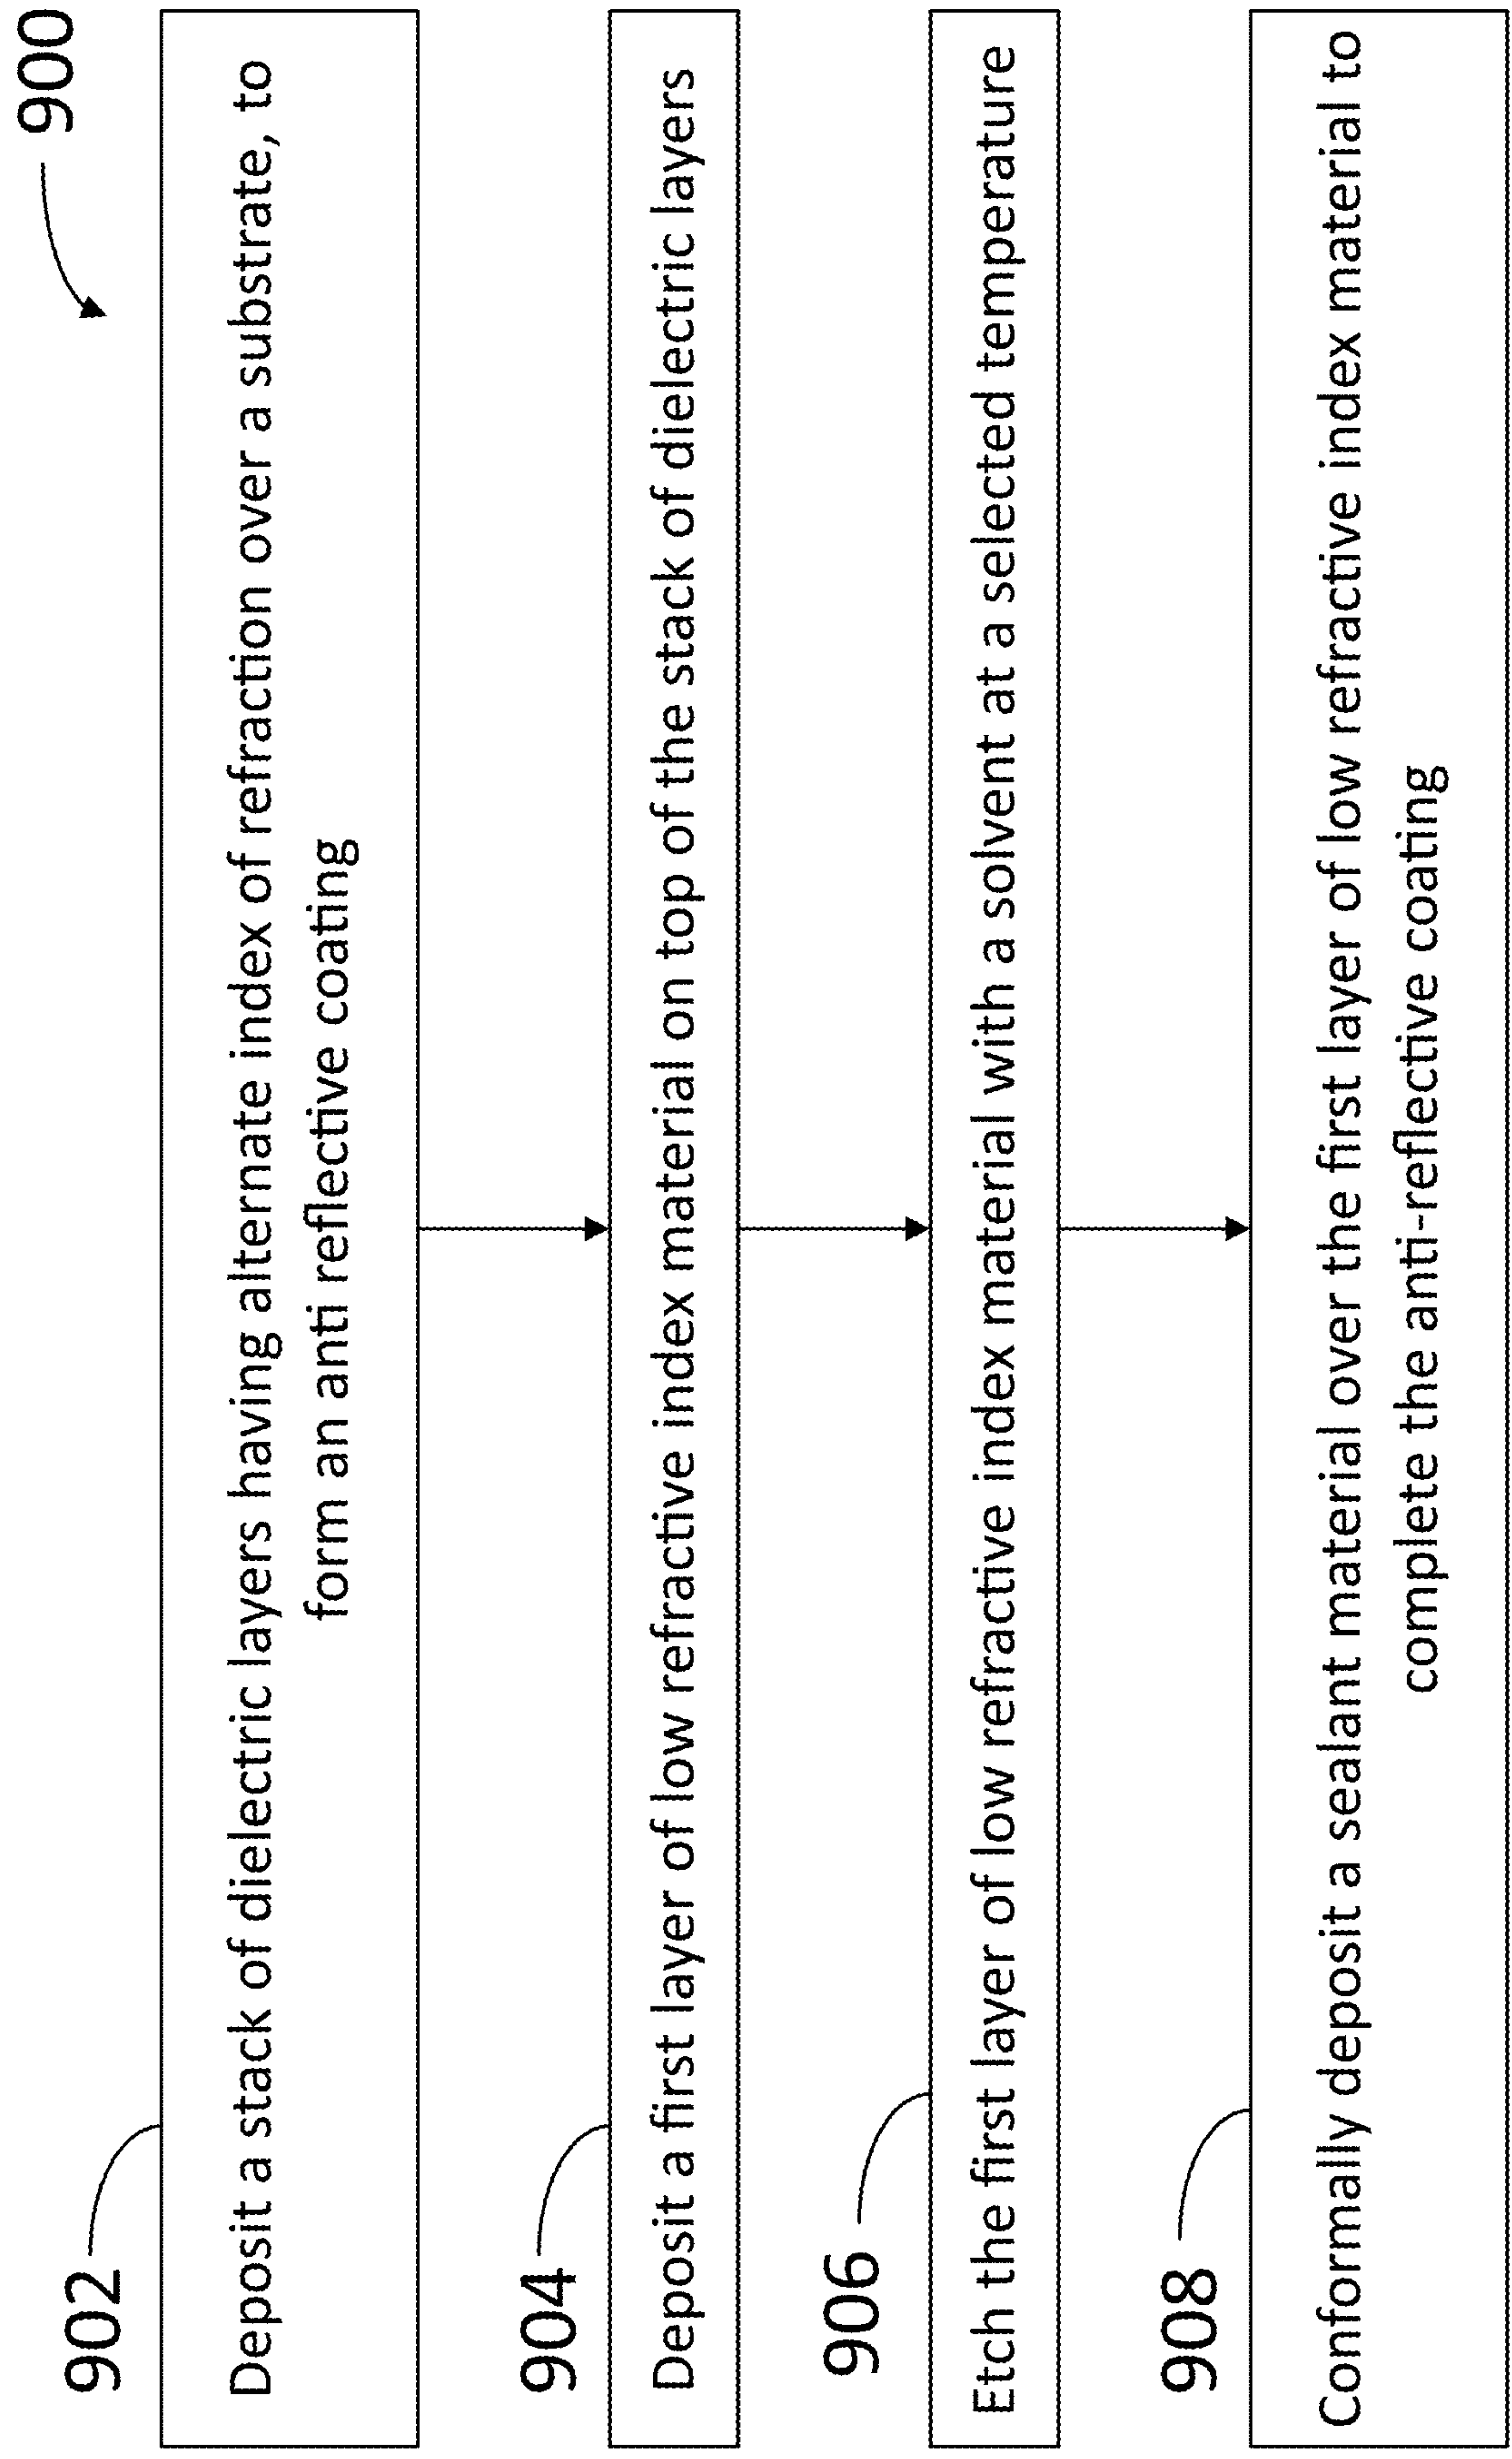 900
902
Deposit a stack of dielectric layers having alternate index of refraction over a substrate, to
form an anti reflective coating
904
Deposit a first layer of low refractive index material on top of the stack of dielectric layers
906
Etch the first layer of low refractive index material with a solvent at a selected temperature
908
Conformally deposit a sealant material over the first layer of low refractive index material to
complete the anti-reflective coating